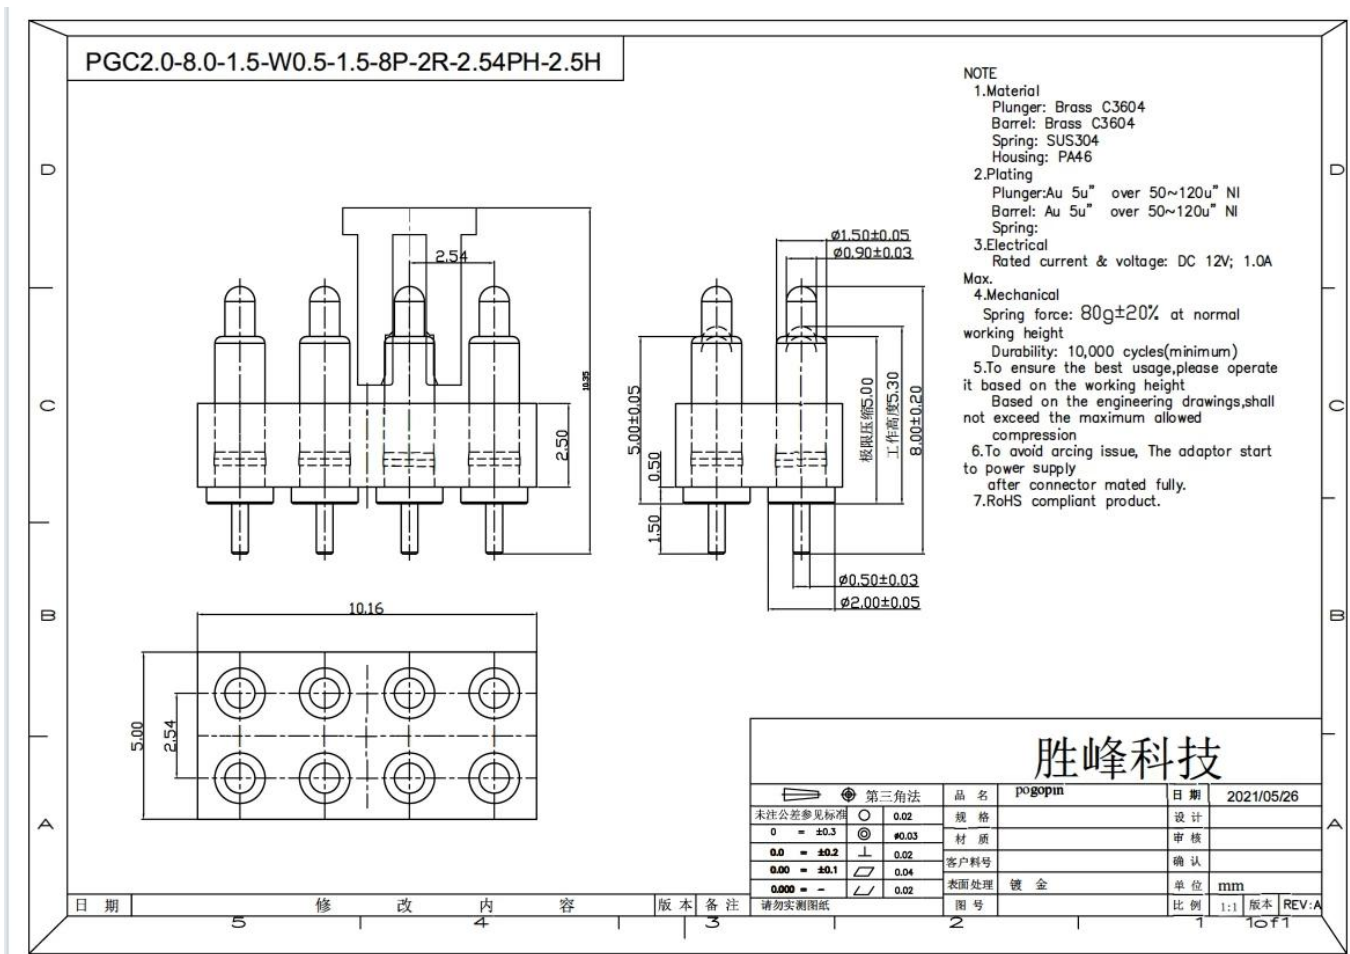 PGC2.0-8.0-1.5-W0.5-1.5-8P-2R-2.54PH-2.5H
NOTE
1.Material
Plunger: Brass C3604
Barrel: Brass C3604
Spring: SUS304
Housing: PA46
2.Plating
Plunger:Au 5u" over 50~120u" NI
Barrel: Au 5u" over 50~120u" NI
Spring:
3.Electrical
Rated current & voltage: DC 12V; 1.0A
Max.
4.Mechanical
Spring force: 80g±20% at normal
working height
Durability: 10,000 cycles(minimum)
5.To ensure the best usage,please operate
it based on the working height
Based on the engineering drawings,shall
not exceed the maximum allowed
compression
6.To avoid arcing issue, The adaptor start
to power supply
after connector mated fully.
7.RoHS compliant product.
D
D
C
C
B
B
A
A
2.54
10.35
2.50
ø1.50±0.05
ø0.90±0.03
5.00±0.05
0.50
1.50
极限压缩5.00
工作高度5.30
8.00±0.20
ø0.50±0.03
ø2.00±0.05
10.16
5.00
2.54
胜峰科技
第三角法 品 名 pogopin 日 期 2021/05/26
未注公差参见标准 0.02 规 格 设 计
0 = ±0.3 ø0.03 材 质 审 核
0.0 = ±0.2 0.02 客户料号 确 认
0.00 = ±0.1 0.04 表面处理 镀 金 单 位 mm
0.000 = - 0.02
请勿实测图纸 图 号 比 例 1:1 版本 REV:A
日 期 修 改 内 容 版 本 备 注
5 4 3 2 1 1of1